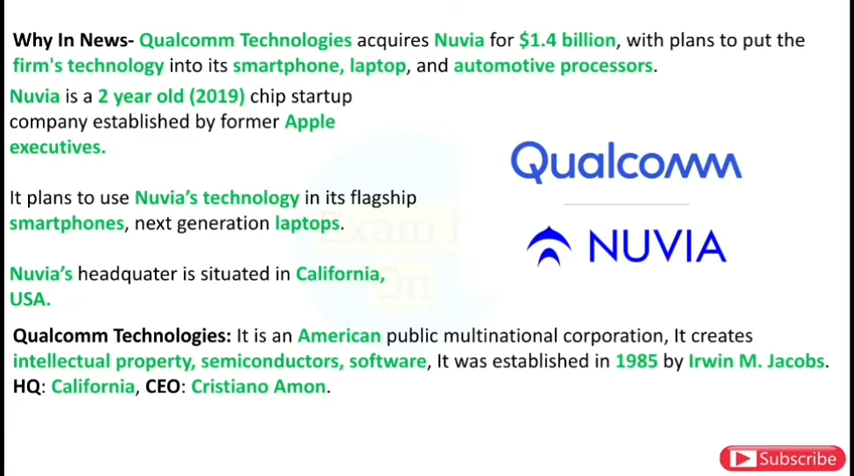 Why In News- Qualcomm Technologies acquires Nuvia for $1.4 billion, with plans to put the
firm's technology into its smartphone, laptop, and automotive processors.
Nuvia is a 2 year old (2019) chip startup
company established by former Apple
executives.
It plans to use Nuvia's technology in its flagship
smartphones, next generation laptops.
Nuvia's headquater is situated in California,
USA.
Qualcomm
NUVIA
Exam
On
Qualcomm Technologies: It is an American public multinational corporation, It creates
intellectual property, semiconductors, software, It was established in 1985 by Irwin M. Jacobs.
HQ: California, CEO: Cristiano Amon.
Subscribe